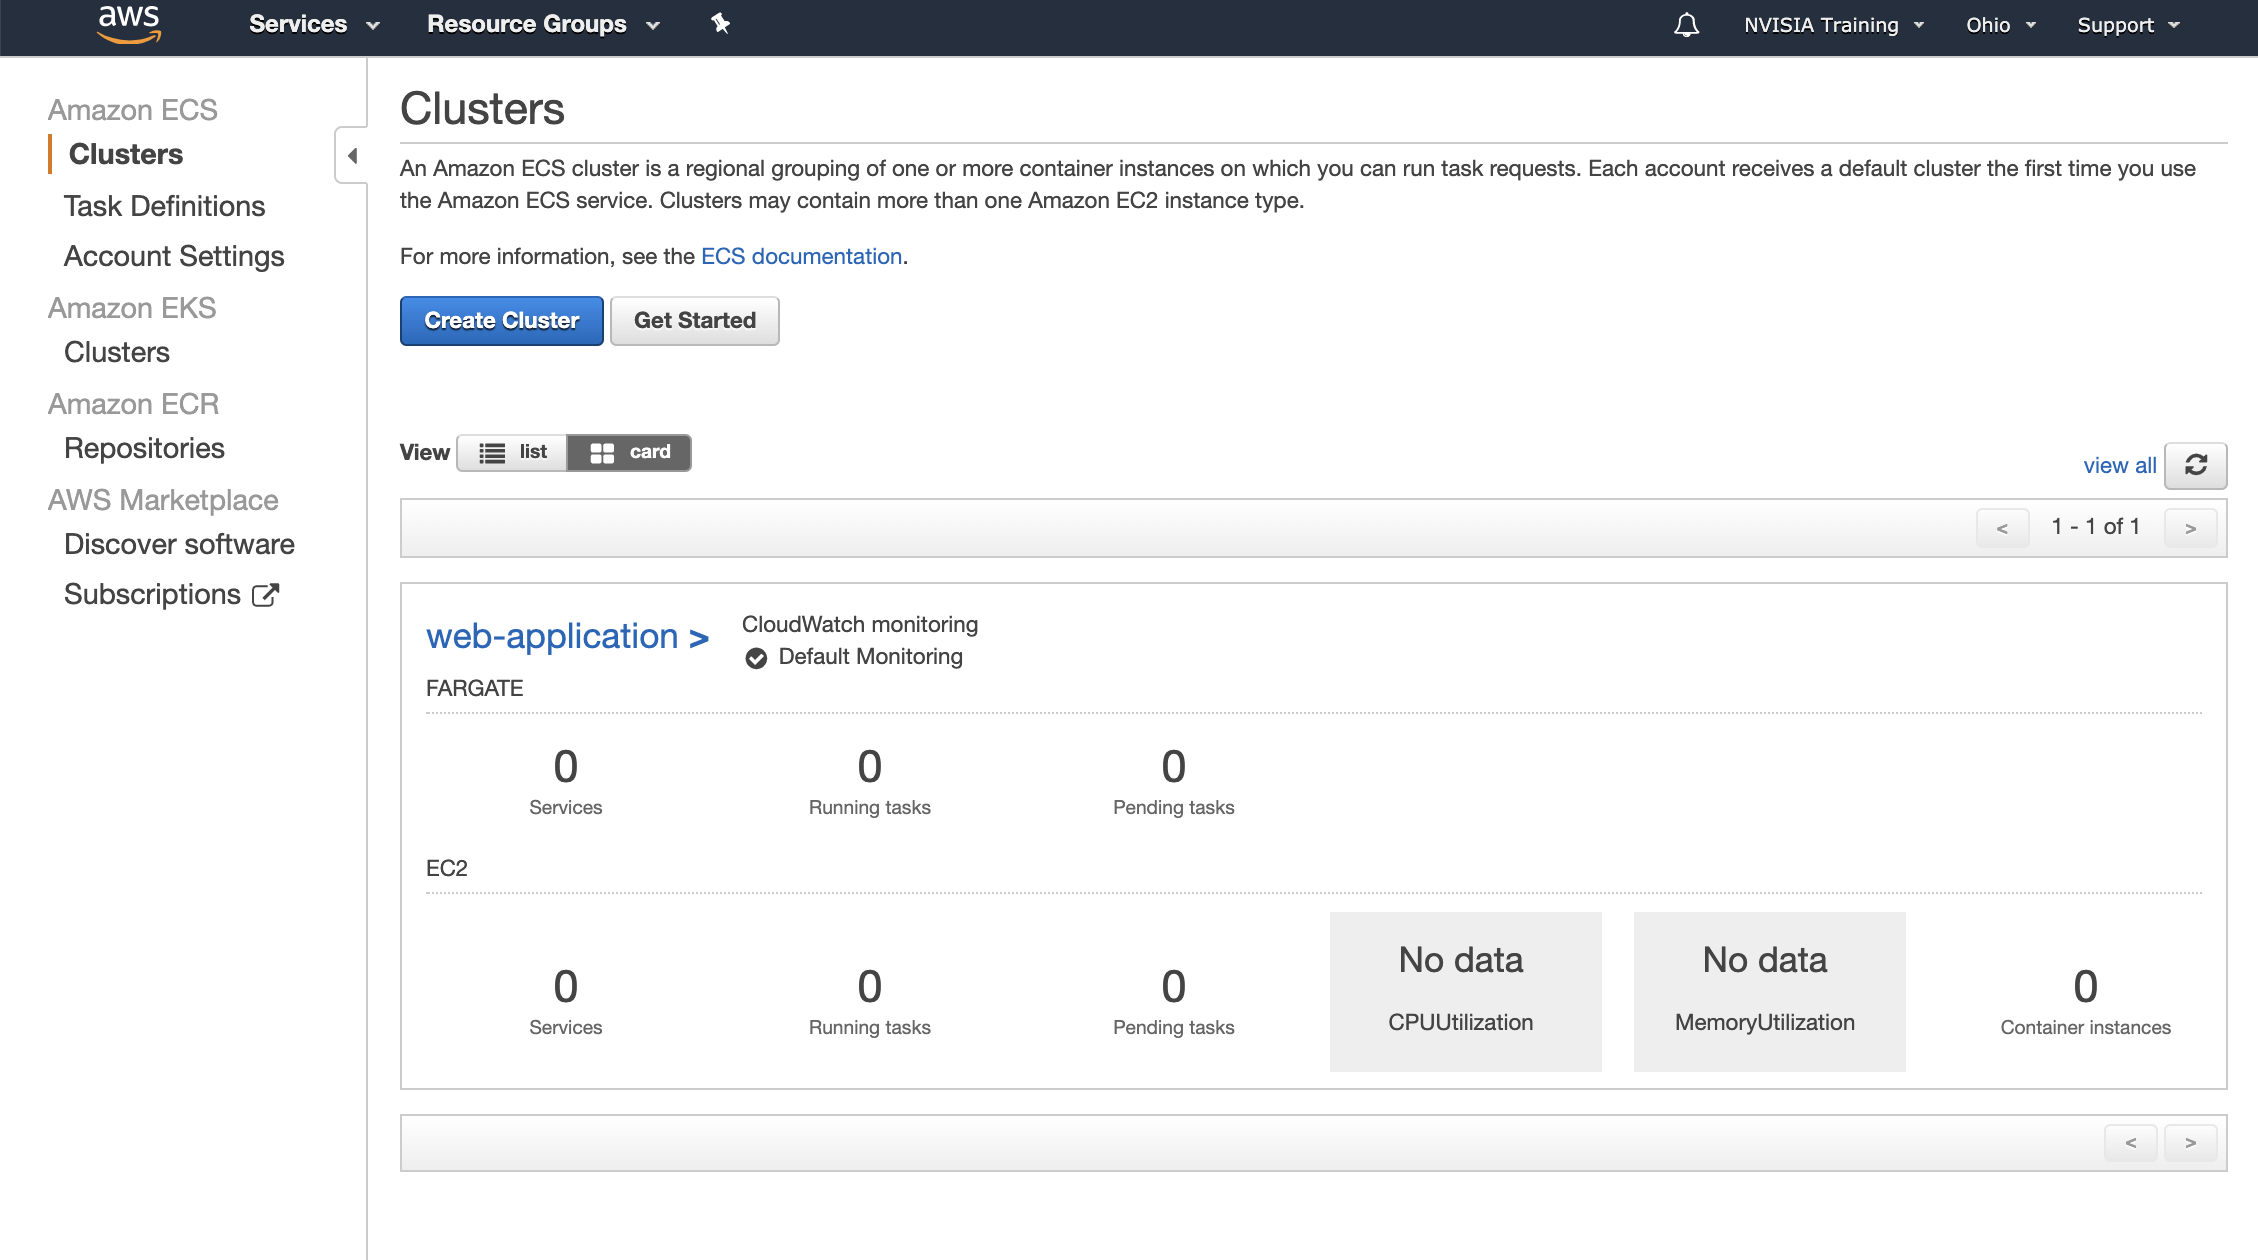 aws
Services
Resource Groups
NVISIA Training
Ohio
Support
Amazon ECS
Clusters
Task Definitions
Account Settings
Amazon EKS
Clusters
Amazon ECR
Repositories
AWS Marketplace
Discover software
Subscriptions
Clusters
An Amazon ECS cluster is a regional grouping of one or more container instances on which you can run task requests. Each account receives a default cluster the first time you use
the Amazon ECS service. Clusters may contain more than one Amazon EC2 instance type.
For more information, see the ECS documentation.
Create Cluster
Get Started
View
list
card
view all
<
1 - 1 of 1
>
web-application >
CloudWatch monitoring
Default Monitoring
FARGATE
0
Services
0
Running tasks
0
Pending tasks
EC2
0
Services
0
Running tasks
0
Pending tasks
No data
CPUUtilization
No data
MemoryUtilization
0
Container instances
<
>